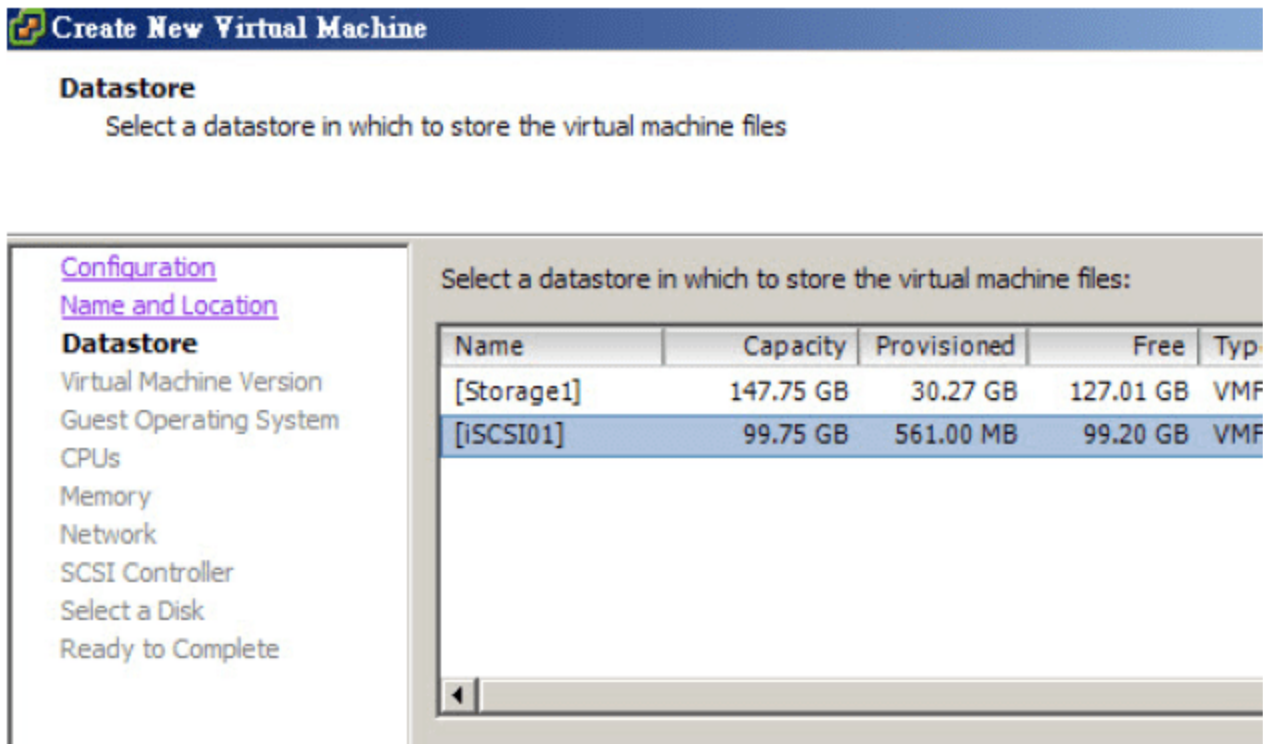 Create New Virtual Machine
Datastore
Select a datastore in which to store the virtual machine files
Configuration
Name and Location
Datastore
Virtual Machine Version
Guest Operating System
CPUs
Memory
Network
SCSI Controller
Select a Disk
Ready to Complete
Select a datastore in which to store the virtual machine files:
Name Capacity Provisioned Free Typ
[Storage1] 147.75 GB 30.27 GB 127.01 GB VMF
[iSCSI01] 99.75 GB 561.00 MB 99.20 GB VMF